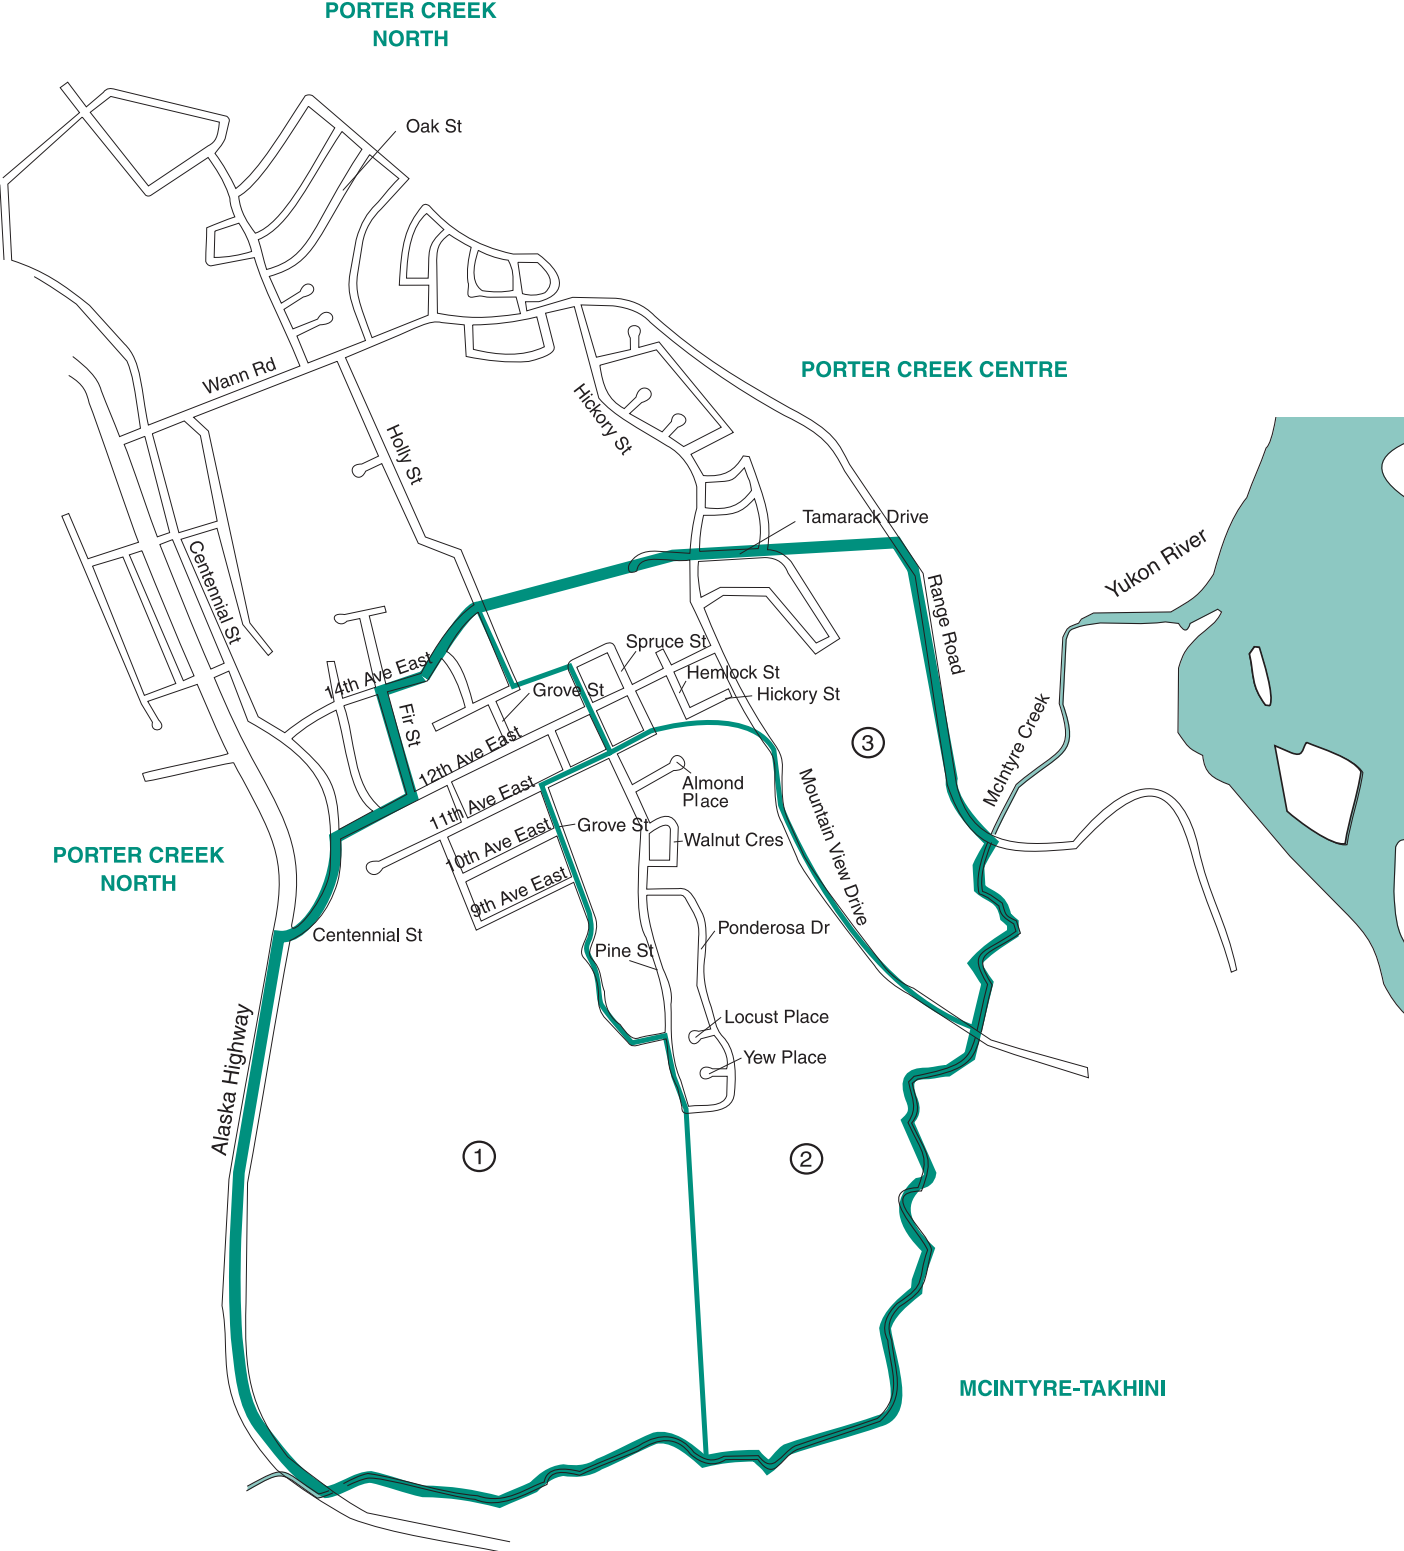 PORTER CREEK
NORTH
Oak St
Wann Rd
PORTER CREEK CENTRE
Hickory St
Holly St
Tamarack Drive
Yukon River
Centennial St
Range Road
Spruce St
14th Ave East
Hemlock St
Grove St
Hickory St
Fir St
McIntyre Creek
12th Ave East
3
Mountain View Drive
Almond
Place
11th Ave East
Grove St
10th Ave East
Walnut Cres
PORTER CREEK
NORTH
9th Ave East
Centennial St
Ponderosa Dr
Pine St
Locust Place
Alaska Highway
Yew Place
1
2
MCINTYRE-TAKHINI